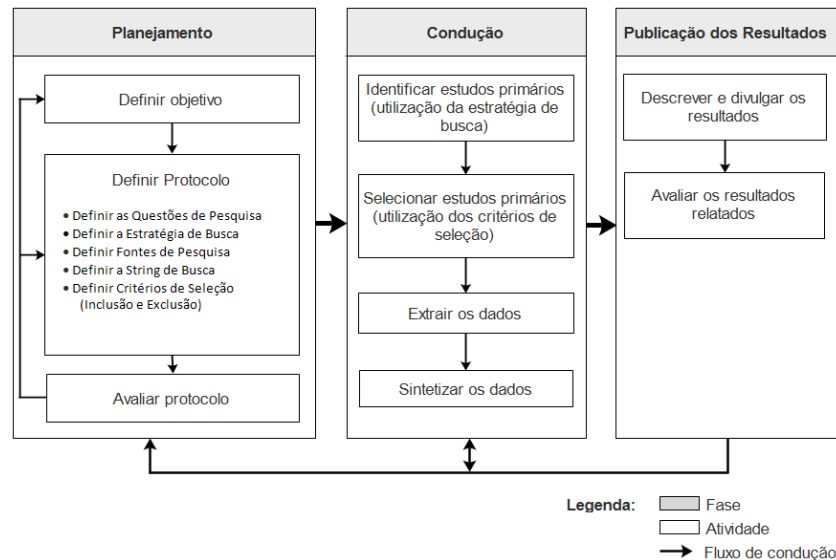 Planejamento
Definir objetivo
Definir Protocolo
• Definir as Questões de Pesquisa
• Definir a Estratégia de Busca
• Definir Fontes de Pesquisa
• Definir a String de Busca
• Definir Critérios de Seleção
(Inclusão e Exclusão)
Avaliar protocolo
Condução
Identificar estudos primários
(utilização da estratégia de
busca)
Selecionar estudos primários
(utilização dos critérios de
seleção)
Extrair os dados
Sintetizar os dados
Publicação dos Resultados
Descrever e divulgar os
resultados
Avaliar os resultados
relatados
Legenda:
Fase
Atividade
Fluxo de condução